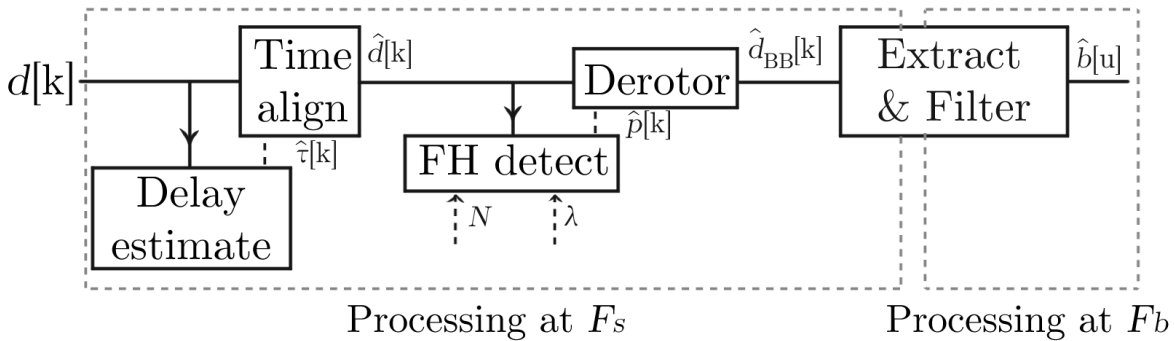 d[k]
Time
align
d̂[k]
Derotor
d̂BB[k]
Extract
& Filter
b̂[u]
τ̂[k]
p̂[k]
Delay
estimate
FH detect
N
λ
Processing at Fs
Processing at Fb